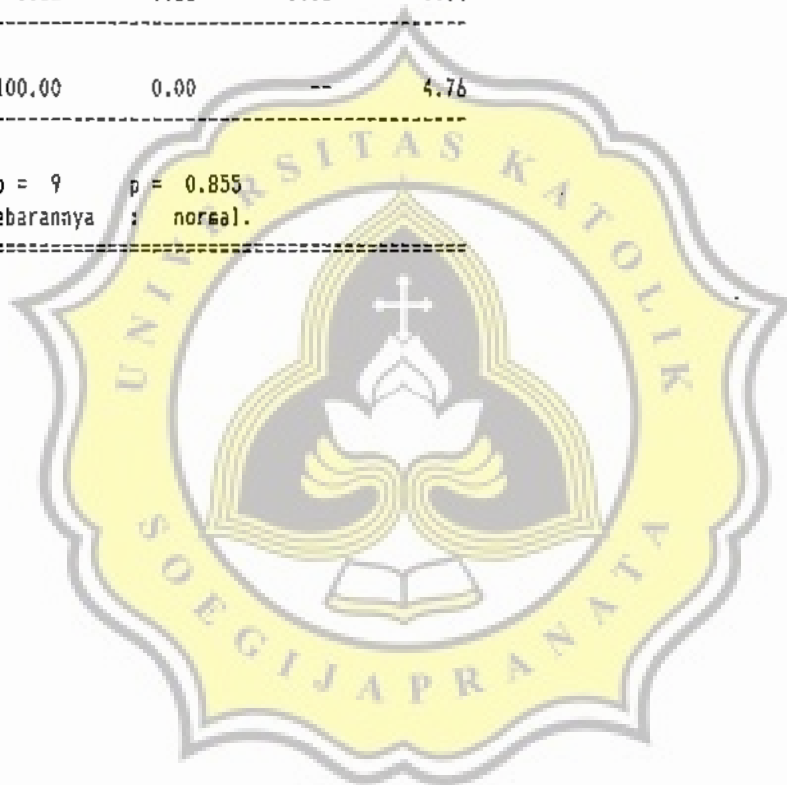 100.00 0.00 -- 4.76
b = 9 p = 0.855
ebarannya : normal.
UNIVERSITAS KATOLIK
SOEGIJAPRANATA